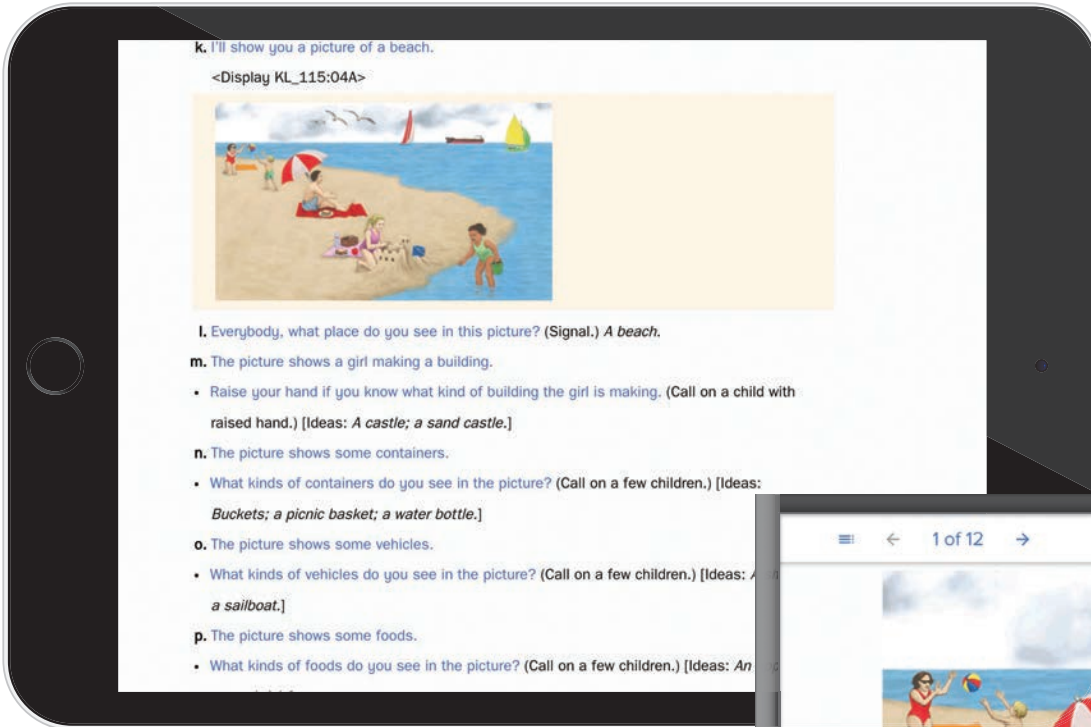 k. I'll show you a picture of a beach.
<Display KL_115:04A>
l. Everybody, what place do you see in this picture? (Signal.) A beach.
m. The picture shows a girl making a building.
• Raise your hand if you know what kind of building the girl is making. (Call on a child with
raised hand.) [Ideas: A castle; a sand castle.]
n. The picture shows some containers.
• What kinds of containers do you see in the picture? (Call on a few children.) [Ideas:
Buckets; a picnic basket; a water bottle.]
o. The picture shows some vehicles.
• What kinds of vehicles do you see in the picture? (Call on a few children.) [Ideas:
a sailboat.]
p. The picture shows some foods.
• What kinds of foods do you see in the picture? (Call on a few children.) [Ideas: An
1 of 12